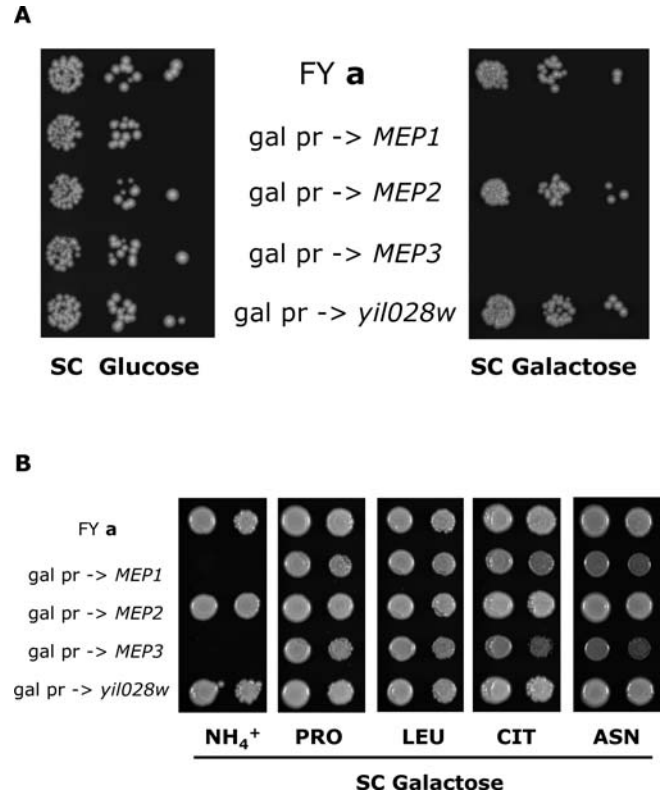 A
FY a
gal pr -> MEP1
gal pr -> MEP2
gal pr -> MEP3
gal pr -> yil028w
SC Glucose
SC Galactose
B
FY a
gal pr -> MEP1
gal pr -> MEP2
gal pr -> MEP3
gal pr -> yil028w
NH₄⁺ PRO LEU CIT ASN
SC Galactose